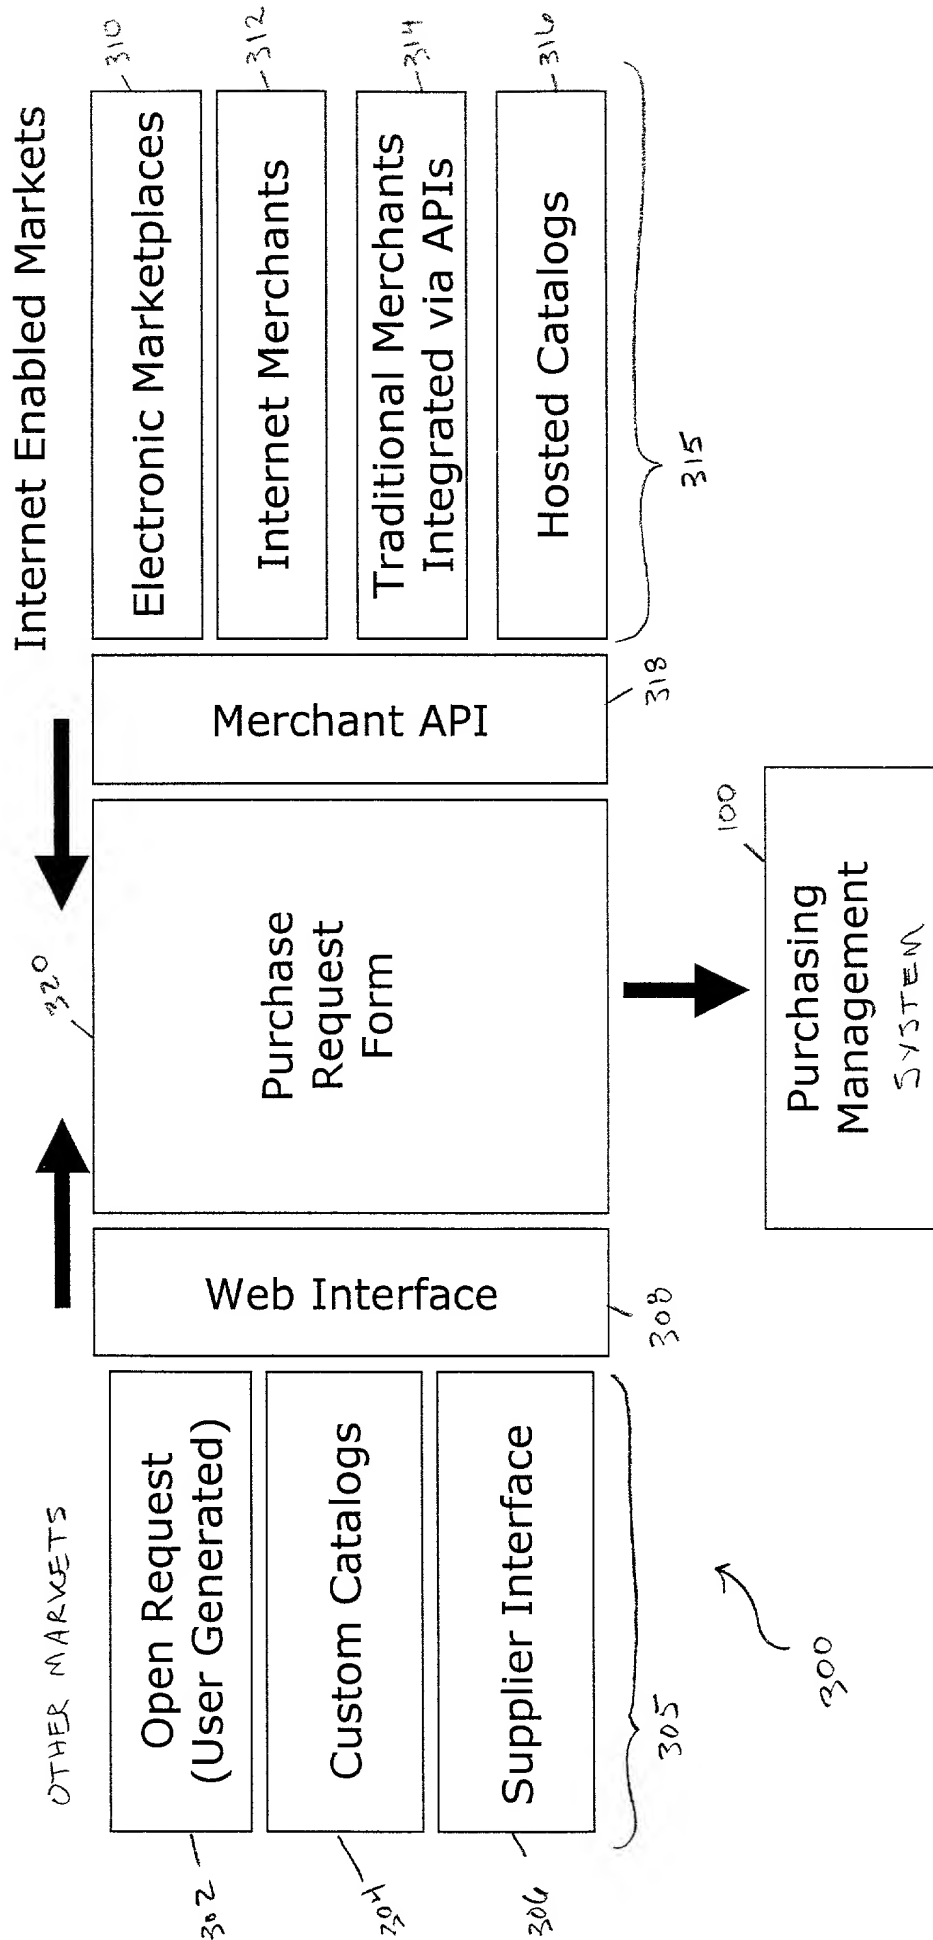 OTHER MARKETS
Internet Enabled Markets
320
302
Open Request
(User Generated)
304
Custom Catalogs
306
Supplier Interface
305
Web Interface
308
Purchase
Request
Form
Merchant API
318
Electronic Marketplaces
310
Internet Merchants
312
Traditional Merchants
Integrated via APIs
314
Hosted Catalogs
316
315
300
100
Purchasing
Management
SYSTEM